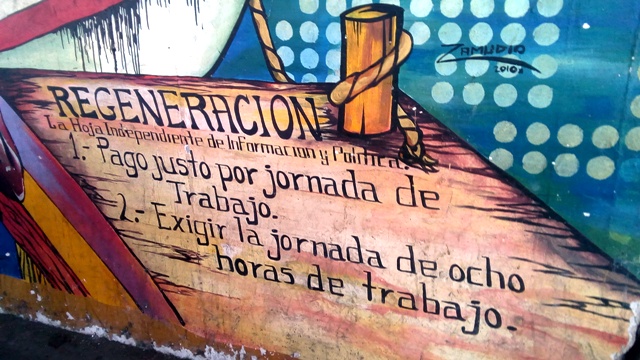 ZAMUDIO
2010
REGENERACION
La Hoja Independiente de Informacion y Politica.
1.- Pago justo por jornada de
Trabajo.
2.- Exigir la jornada de ocho
horas de trabajo.